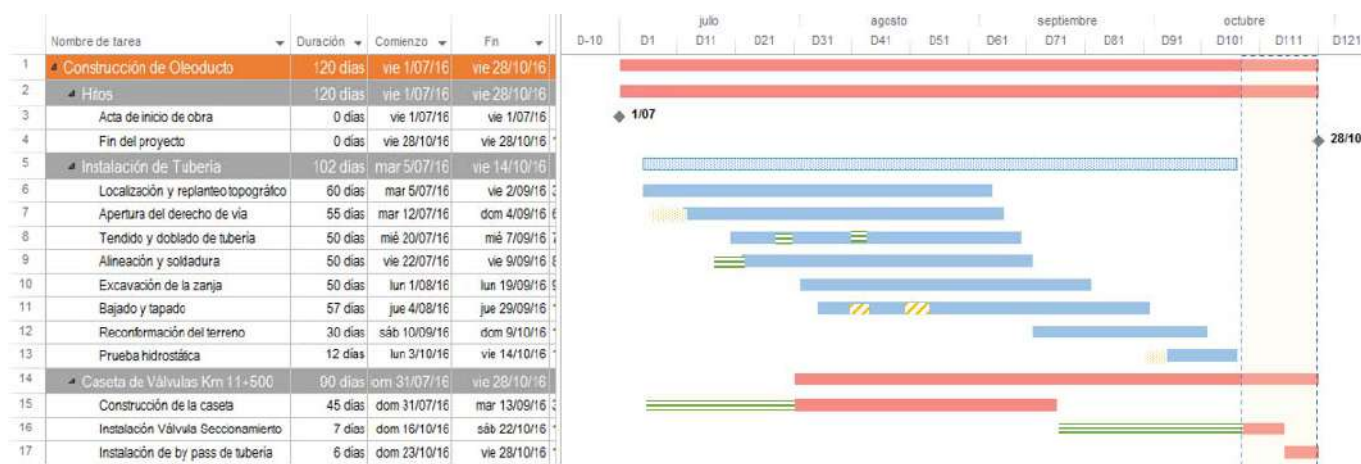 julio agosto septiembre octubre
Nombre de tarea Duración Comienzo Fin D-10 D1 D11 D21 D31 D41 D51 D61 D71 D81 D91 D101 D111 D121
1 Construcción de Oleoducto 120 días vie 1/07/16 vie 28/10/16
2 Hitos 120 días vie 1/07/16 vie 28/10/16
3 Acta de inicio de obra 0 días vie 1/07/16 vie 1/07/16 1/07
4 Fin del proyecto 0 días vie 28/10/16 vie 28/10/16 28/10
5 Instalación de Tubería 102 días mar 5/07/16 vie 14/10/16
6 Localización y replanteo topográfico 60 días mar 5/07/16 vie 2/09/16
7 Apertura del derecho de vía 55 días mar 12/07/16 dom 4/09/16
8 Tendido y doblado de tubería 50 días mié 20/07/16 mié 7/09/16
9 Alineación y soldadura 50 días vie 22/07/16 vie 9/09/16
10 Excavación de la zanja 50 días lun 1/08/16 lun 19/09/16
11 Bajado y tapado 57 días jue 4/08/16 jue 29/09/16
12 Reconformación del terreno 30 días sáb 10/09/16 dom 9/10/16
13 Prueba hidrostática 12 días lun 3/10/16 vie 14/10/16
14 Caseta de Válvulas Km 11+500 90 días om 31/07/16 vie 28/10/16
15 Construcción de la caseta 45 días dom 31/07/16 mar 13/09/16
16 Instalación Válvula Seccionamiento 7 días dom 16/10/16 sáb 22/10/16
17 Instalación de by pass de tubería 6 días dom 23/10/16 vie 28/10/16